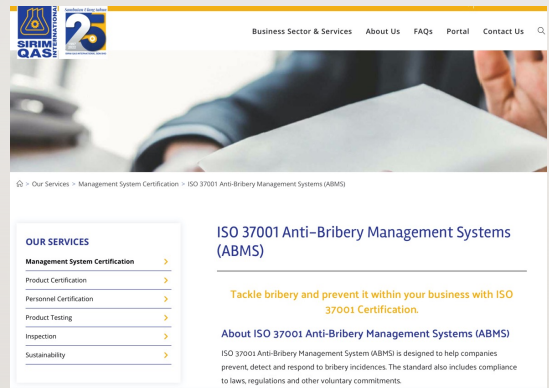 SIRIM
QAS
INTERNATIONAL
25
Business Sector & Services About Us FAQs Portal Contact Us
> Our Services > Management System Certification > ISO 37001 Anti-Bribery Management Systems (ABMS)
OUR SERVICES
Management System Certification >
Product Certification >
Personnel Certification >
Product Testing >
Inspection >
Sustainability >
ISO 37001 Anti-Bribery Management Systems
(ABMS)
Tackle bribery and prevent it within your business with ISO
37001 Certification.
About ISO 37001 Anti-Bribery Management Systems (ABMS)
ISO 37001 Anti-Bribery Management System (ABMS) is designed to help companies
prevent, detect and respond to bribery incidences. The standard also includes compliance
to laws, regulations and other voluntary commitments.